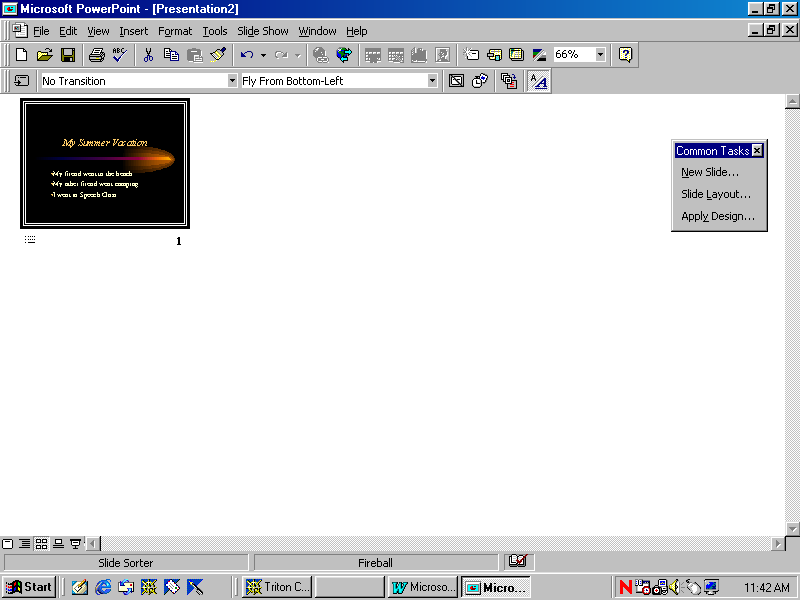 Microsoft PowerPoint - [Presentation2]
File Edit View Insert Format Tools Slide Show Window Help
ABC 66% ?
No Transition Fly From Bottom-Left
My Summer Vacation
•My friend went to the beach
•My other friend went camping
•I went to Speech Class
1
Common Tasks
New Slide...
Slide Layout...
Apply Design...
Slide Sorter Fireball
Start Triton C... Microso... Micro... N 11:42 AM